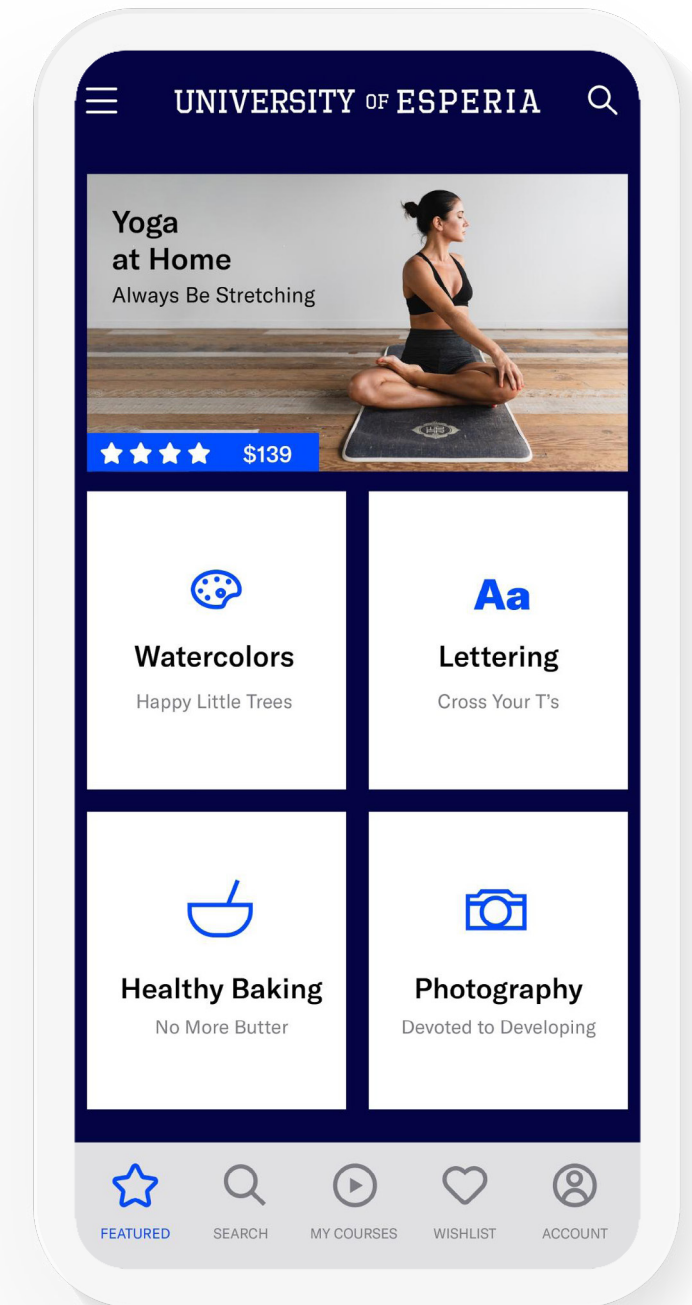 UNIVERSITY OF ESPERIA
Yoga
at Home
Always Be Stretching
$139
Aa
Watercolors
Lettering
Happy Little Trees
Cross Your T's
Healthy Baking
Photography
No More Butter
Devoted to Developing
FEATURED
SEARCH
MY COURSES
WISHLIST
ACCOUNT